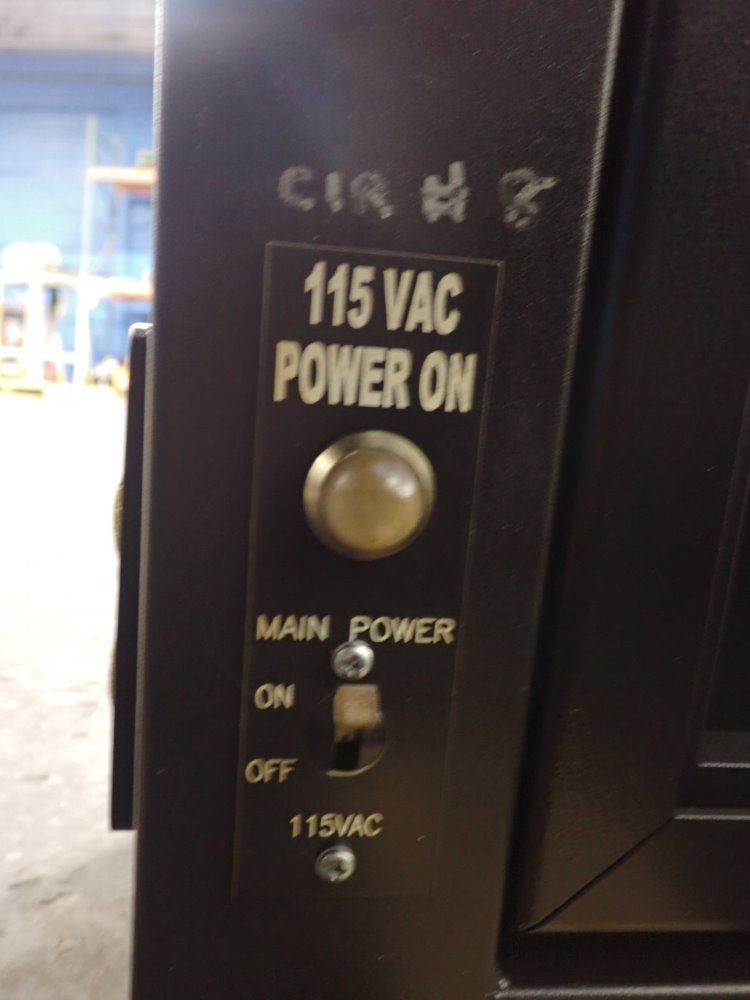 CIR # 8
115 VAC
POWER ON
MAIN POWER
ON
OFF
115VAC